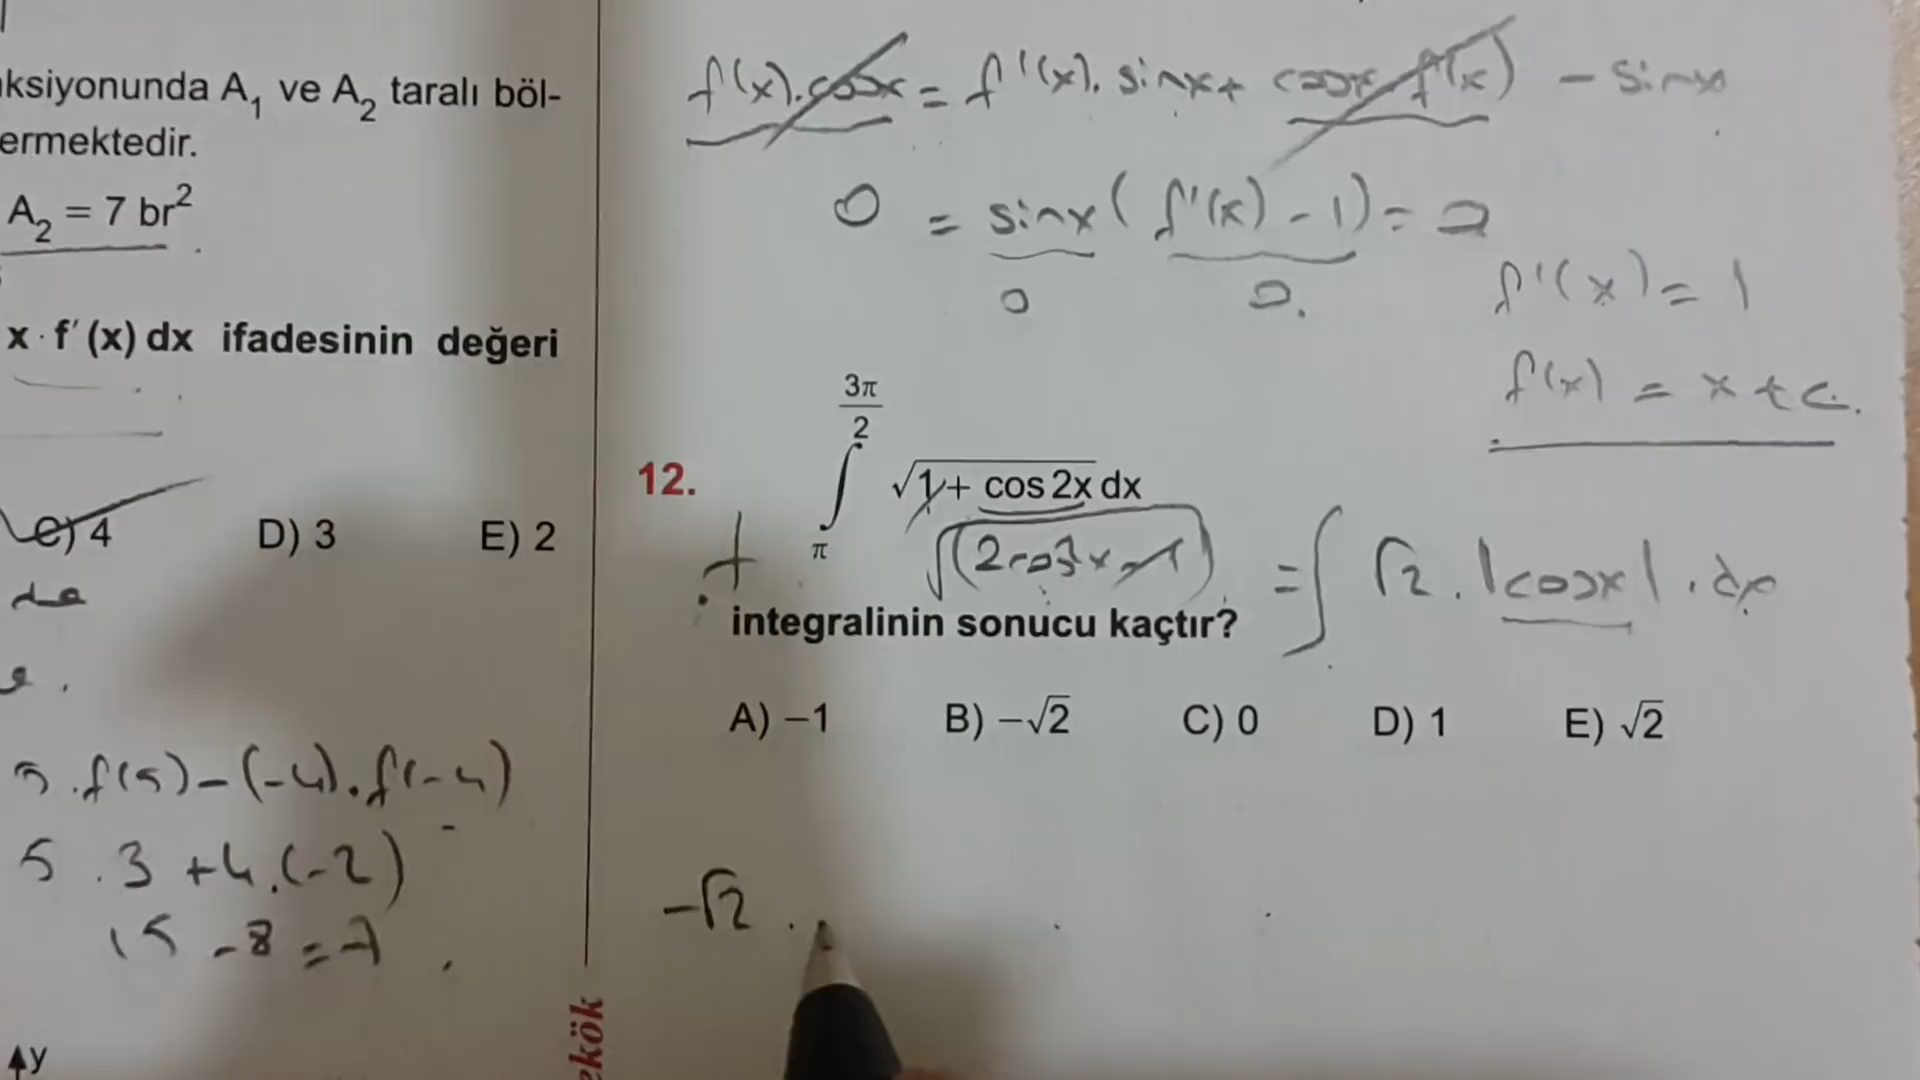 ksiyonunda A₁ ve A₂ taralı böl-
ermektedir.
A₂ = 7 br²
x · f′(x) dx ifadesinin değeri
C) 4 D) 3 E) 2
5 . f(5) - (-4) . f(-4)
5 . 3 + 4 . (-2)
15 - 8 = 7
y
f'(x) . cosx = f''(x) . sinx + cosx f'(x) - sinx
0 = sinx ( f''(x) - 1 ) = 0
0 0.
f'(x) = 1
f(x) = x + c.
12. ∫_π^{3π/2} √(1 + cos 2x) dx
√(2cos²x - 1) = ∫ √2 . |cosx| . dx
integralinin sonucu kaçtır?
A) −1 B) −√2 C) 0 D) 1 E) √2
-√2 .
ekök